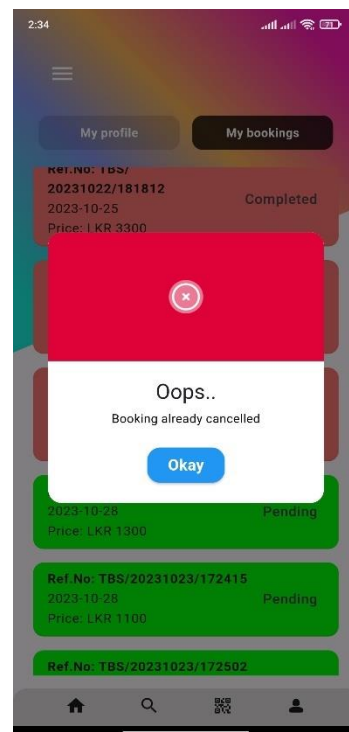 2:34
71
My profile
My bookings
Ref.No: TBS/
20231022/181812
2023-10-25
Completed
Price: LKR 3300
Oops..
Booking already cancelled
Okay
2023-10-28
Pending
Price: LKR 1300
Ref.No: TBS/20231023/172415
2023-10-28
Pending
Price: LKR 1100
Ref.No: TBS/20231023/172502